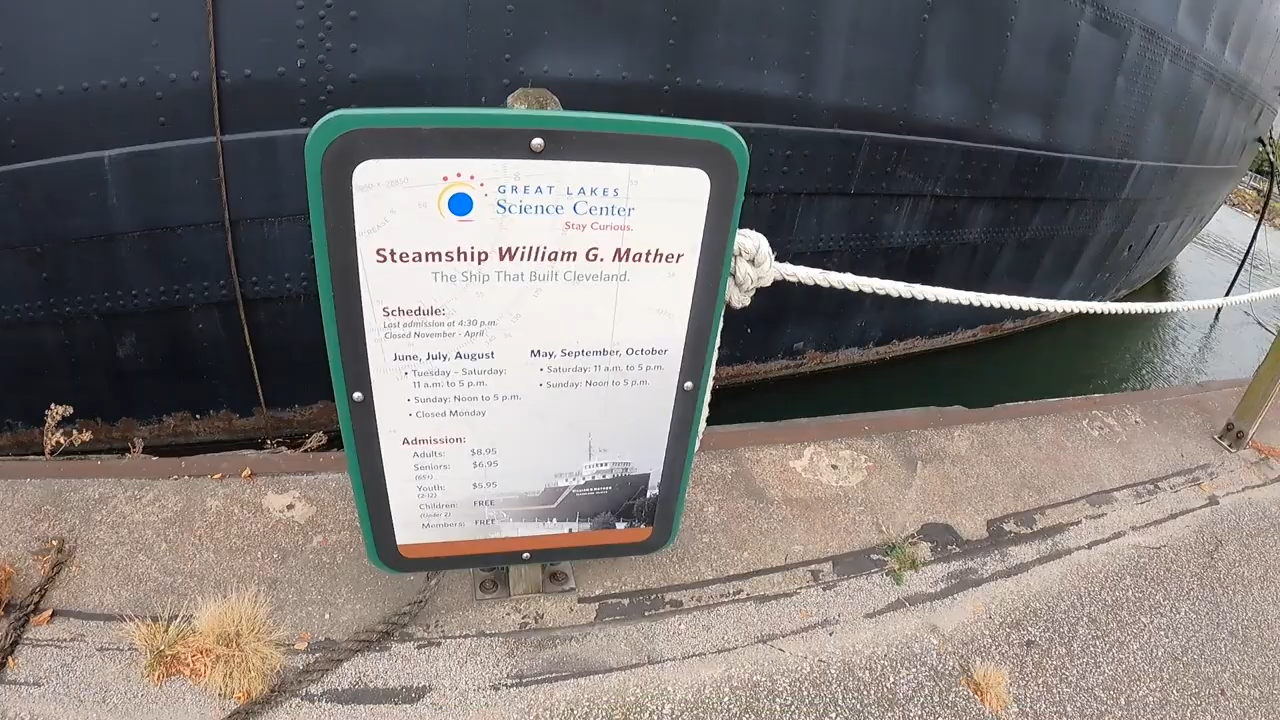 GREAT LAKES
Science Center
Stay Curious.
Steamship William G. Mather
The Ship That Built Cleveland.
Schedule:
Last admission at 4:30 p.m.
Closed November - April
June, July, August
• Tuesday – Saturday:
11 a.m. to 5 p.m.
• Sunday: Noon to 5 p.m.
• Closed Monday
May, September, October
• Saturday: 11 a.m. to 5 p.m.
• Sunday: Noon to 5 p.m.
Admission:
Adults: $8.95
Seniors: $6.95
(65+)
Youth: $5.95
(2-12)
Children: FREE
(Under 2)
Members: FREE
WILLIAM G. MATHER